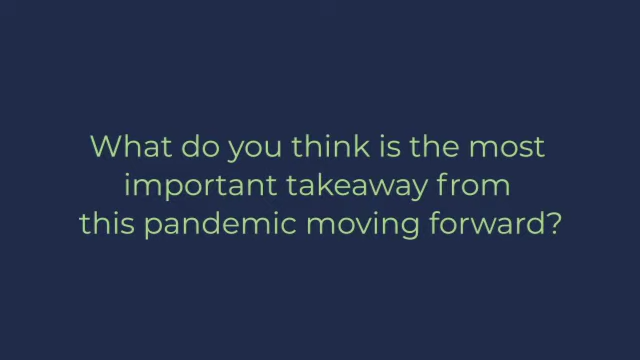 What do you think is the most
important takeaway from
this pandemic moving forward?